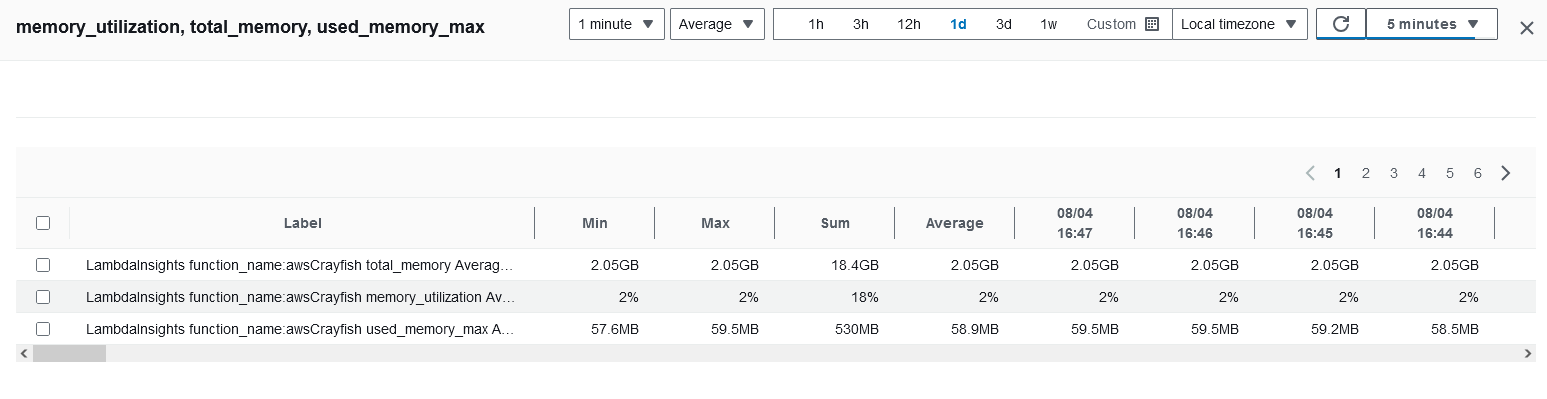 memory_utilization, total_memory, used_memory_max 1 minute Average 1h 3h 12h 1d 3d 1w Custom Local timezone 5 minutes
1 2 3 4 5 6
Label Min Max Sum Average 08/04 16:47 08/04 16:46 08/04 16:45 08/04 16:44
LambdaInsights function_name:awsCrayfish total_memory Averag... 2.05GB 2.05GB 18.4GB 2.05GB 2.05GB 2.05GB 2.05GB 2.05GB
LambdaInsights function_name:awsCrayfish memory_utilization Av... 2% 2% 18% 2% 2% 2% 2% 2%
LambdaInsights function_name:awsCrayfish used_memory_max A... 57.6MB 59.5MB 530MB 58.9MB 59.5MB 59.5MB 59.2MB 58.5MB